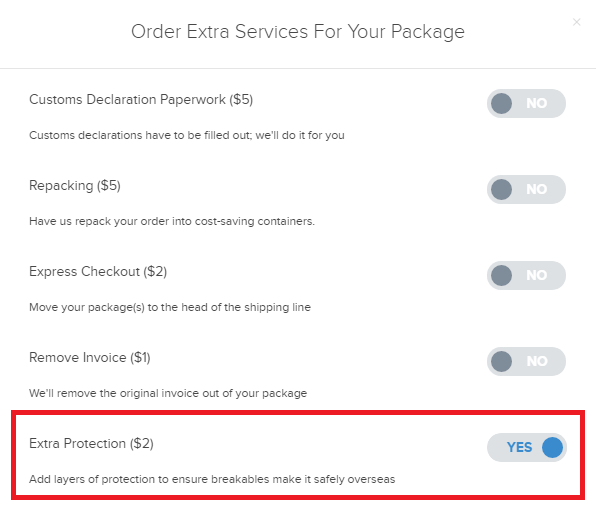 Order Extra Services For Your Package
×
Customs Declaration Paperwork ($5)
NO
Customs declarations have to be filled out; we'll do it for you
Repacking ($5)
NO
Have us repack your order into cost-saving containers.
Express Checkout ($2)
NO
Move your package(s) to the head of the shipping line
Remove Invoice ($1)
NO
We'll remove the original invoice out of your package
Extra Protection ($2)
YES
Add layers of protection to ensure breakables make it safely overseas